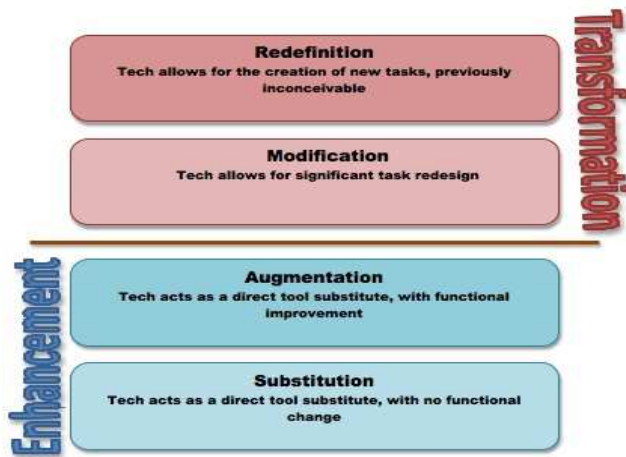 Transformation
Redefinition
Tech allows for the creation of new tasks, previously
inconceivable
Modification
Tech allows for significant task redesign
Enhancement
Augmentation
Tech acts as a direct tool substitute, with functional
improvement
Substitution
Tech acts as a direct tool substitute, with no functional
change